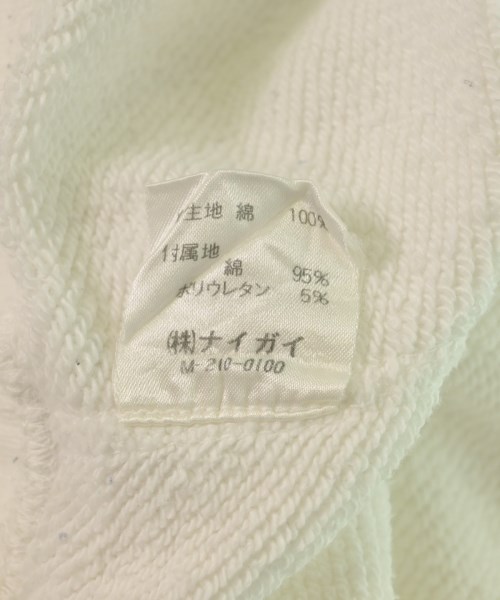 主地 綿 100%
付属地
綿 95%
ポリウレタン 5%
(株)ナイガイ
M-210-0100